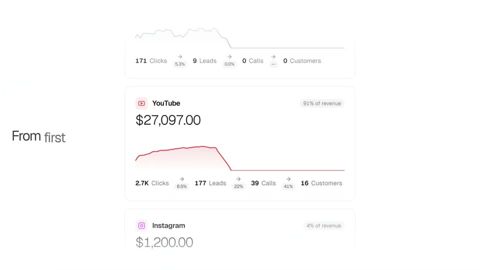 171 Clicks → 5.3% 9 Leads → 0.0% 0 Calls → — 0 Customers
From first
YouTube 91% of revenue
$27,097.00
2.7K Clicks → 6.5% 177 Leads → 22% 39 Calls → 41% 16 Customers
Instagram 4% of revenue
$1,200.00